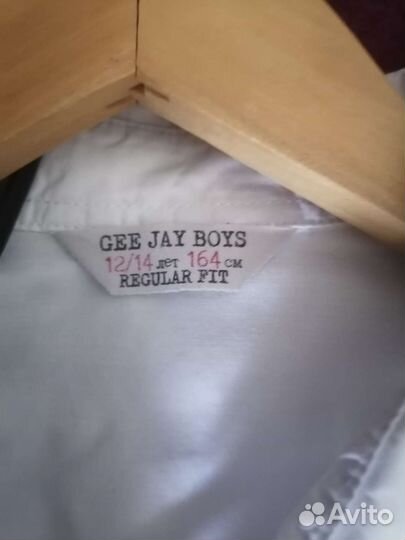 GEE JAY BOYS
12/14 лет 164 см
REGULAR FIT
Avito